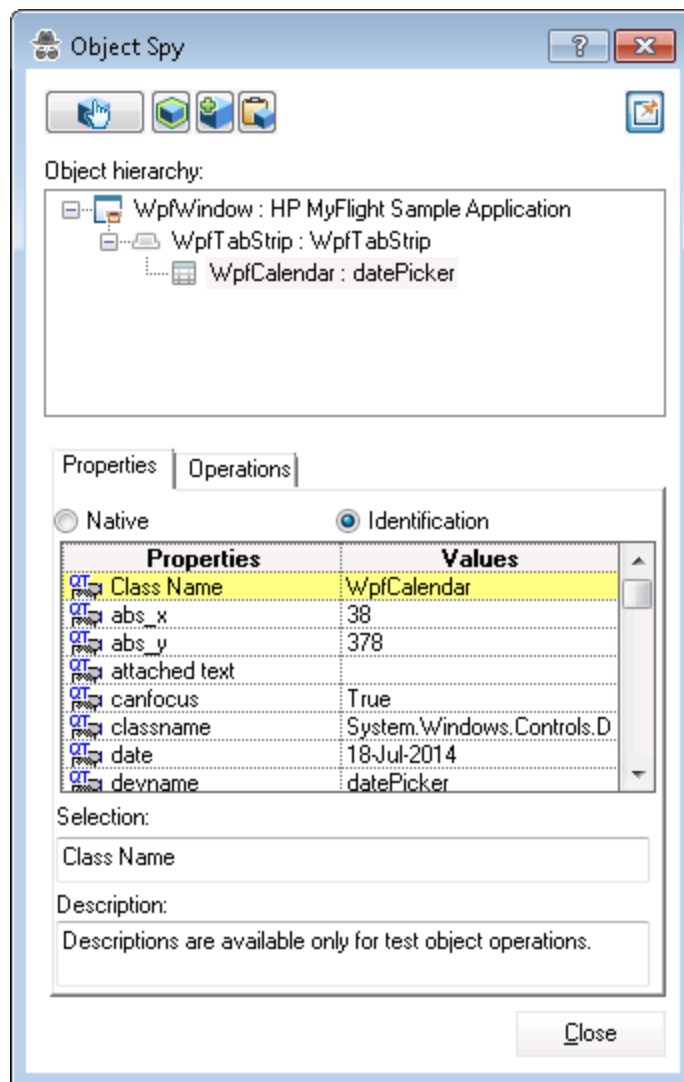 Object Spy
Object hierarchy:
WpfWindow : HP MyFlight Sample Application
WpfTabStrip : WpfTabStrip
WpfCalendar : datePicker
Properties Operations
Native Identification
Properties Values
Class Name WpfCalendar
abs_x 38
abs_y 378
attached text
canfocus True
classname System.Windows.Controls.D
date 18-Jul-2014
devname datePicker
Selection:
Class Name
Description:
Descriptions are available only for test object operations.
Close